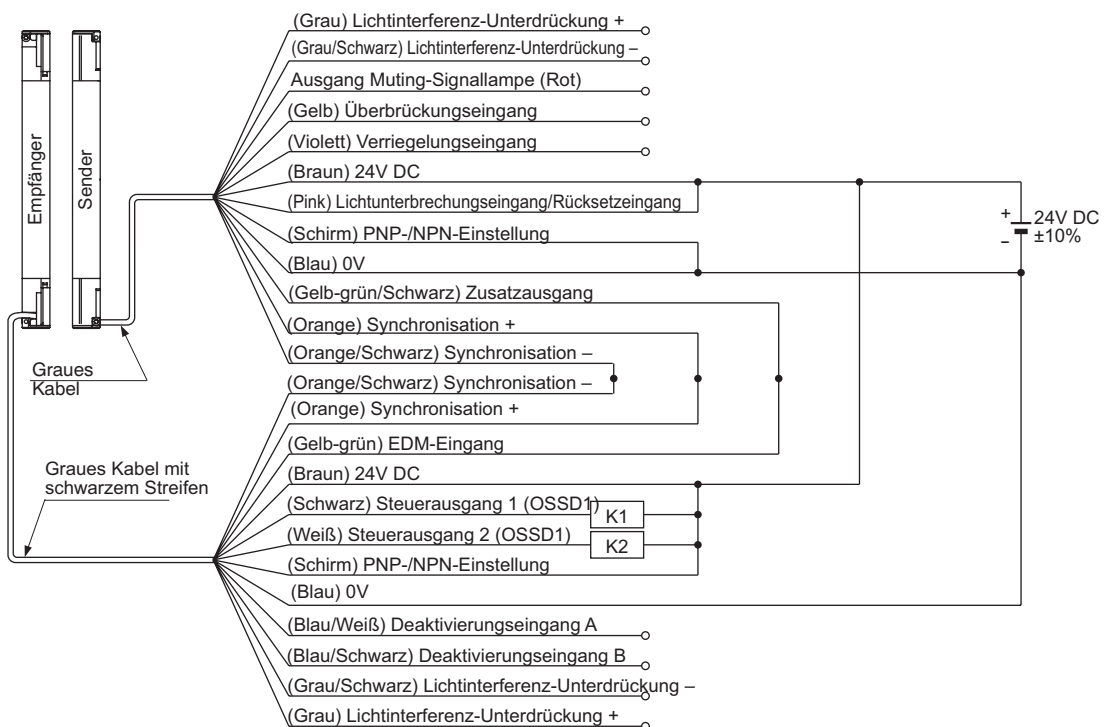 (Grau) Lichtinterferenz-Unterdrückung +
(Grau/Schwarz) Lichtinterferenz-Unterdrückung –
Ausgang Muting-Signallampe (Rot)
(Gelb) Überbrückungseingang
(Violett) Verriegelungseingang
(Braun) 24V DC
(Pink) Lichtunterbrechungseingang/Rücksetzeingang
(Schirm) PNP-/NPN-Einstellung
(Blau) 0V
(Gelb-grün/Schwarz) Zusatzausgang
(Orange) Synchronisation +
(Orange/Schwarz) Synchronisation –
Empfänger
Sender
+
–
24V DC
±10%
Graues
Kabel
(Orange/Schwarz) Synchronisation –
(Orange) Synchronisation +
(Gelb-grün) EDM-Eingang
(Braun) 24V DC
(Schwarz) Steuerausgang 1 (OSSD1)
K1
(Weiß) Steuerausgang 2 (OSSD1)
K2
(Schirm) PNP-/NPN-Einstellung
(Blau) 0V
(Blau/Weiß) Deaktivierungseingang A
(Blau/Schwarz) Deaktivierungseingang B
(Grau/Schwarz) Lichtinterferenz-Unterdrückung –
(Grau) Lichtinterferenz-Unterdrückung +
Graues Kabel mit
schwarzem Streifen